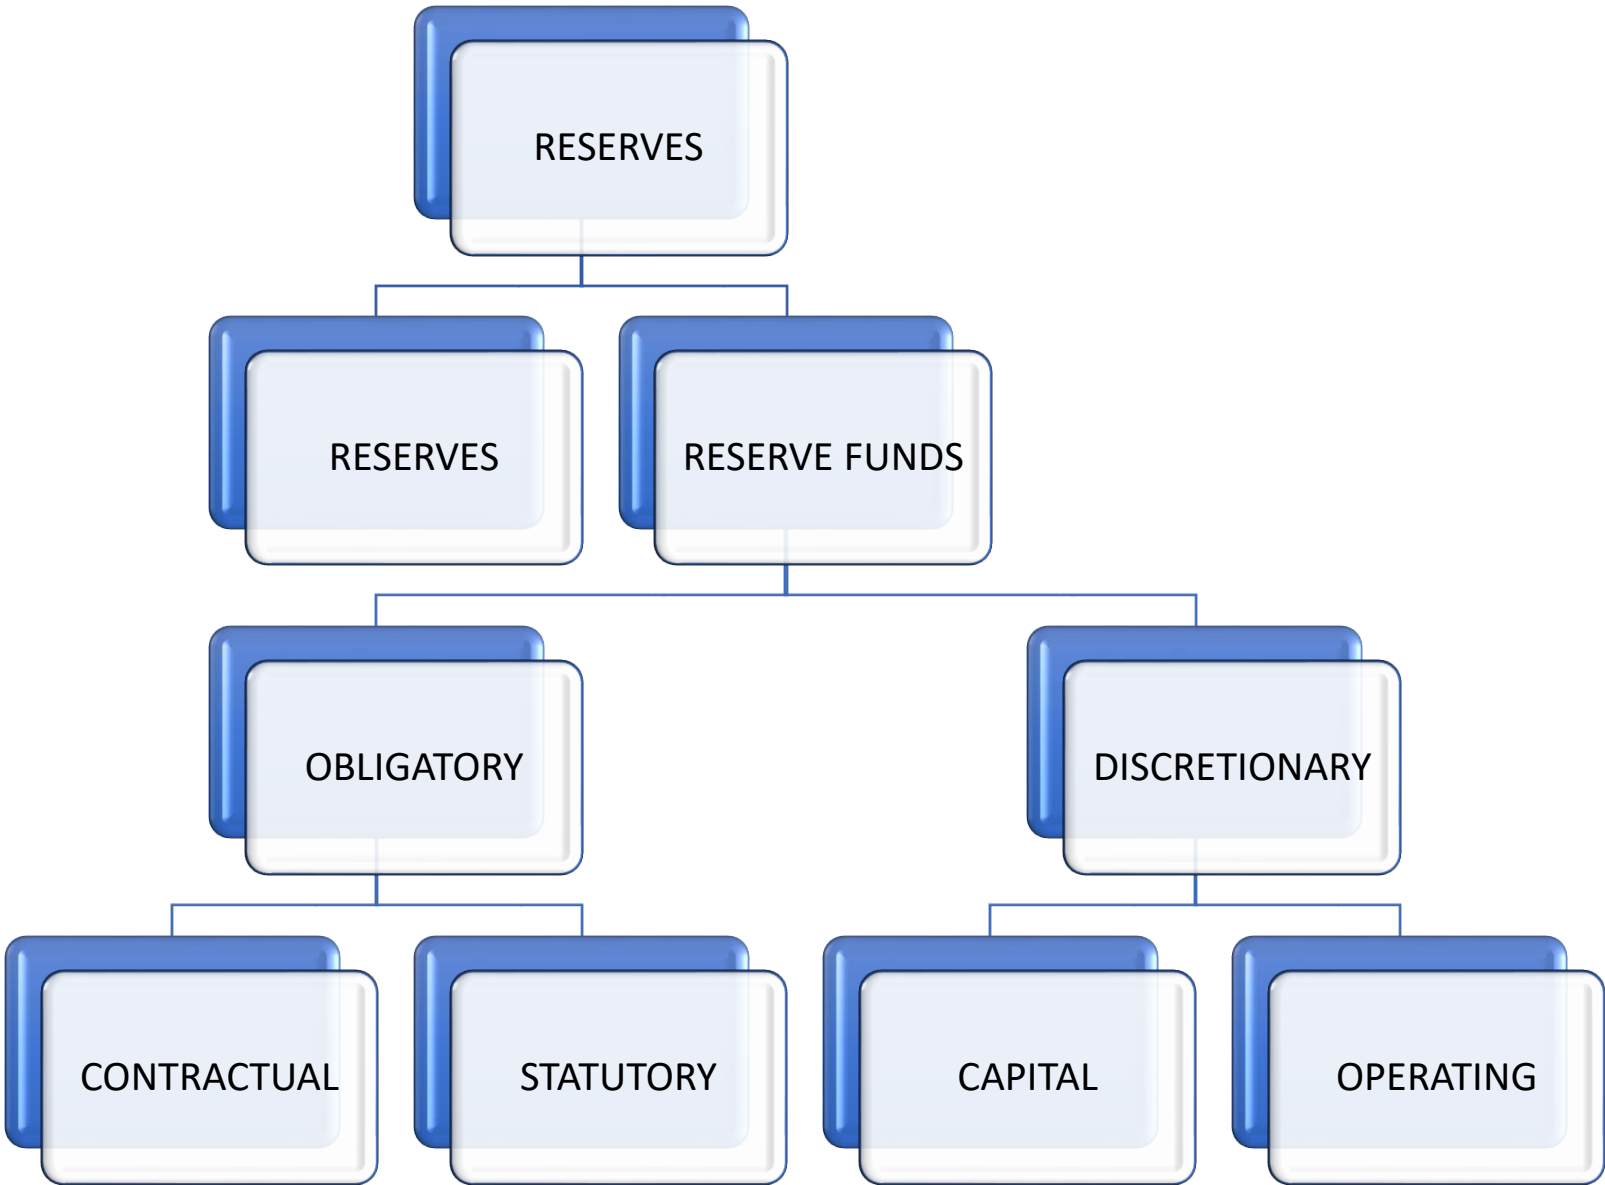 RESERVES
RESERVES
RESERVE FUNDS
OBLIGATORY
DISCRETIONARY
CONTRACTUAL
STATUTORY
CAPITAL
OPERATING